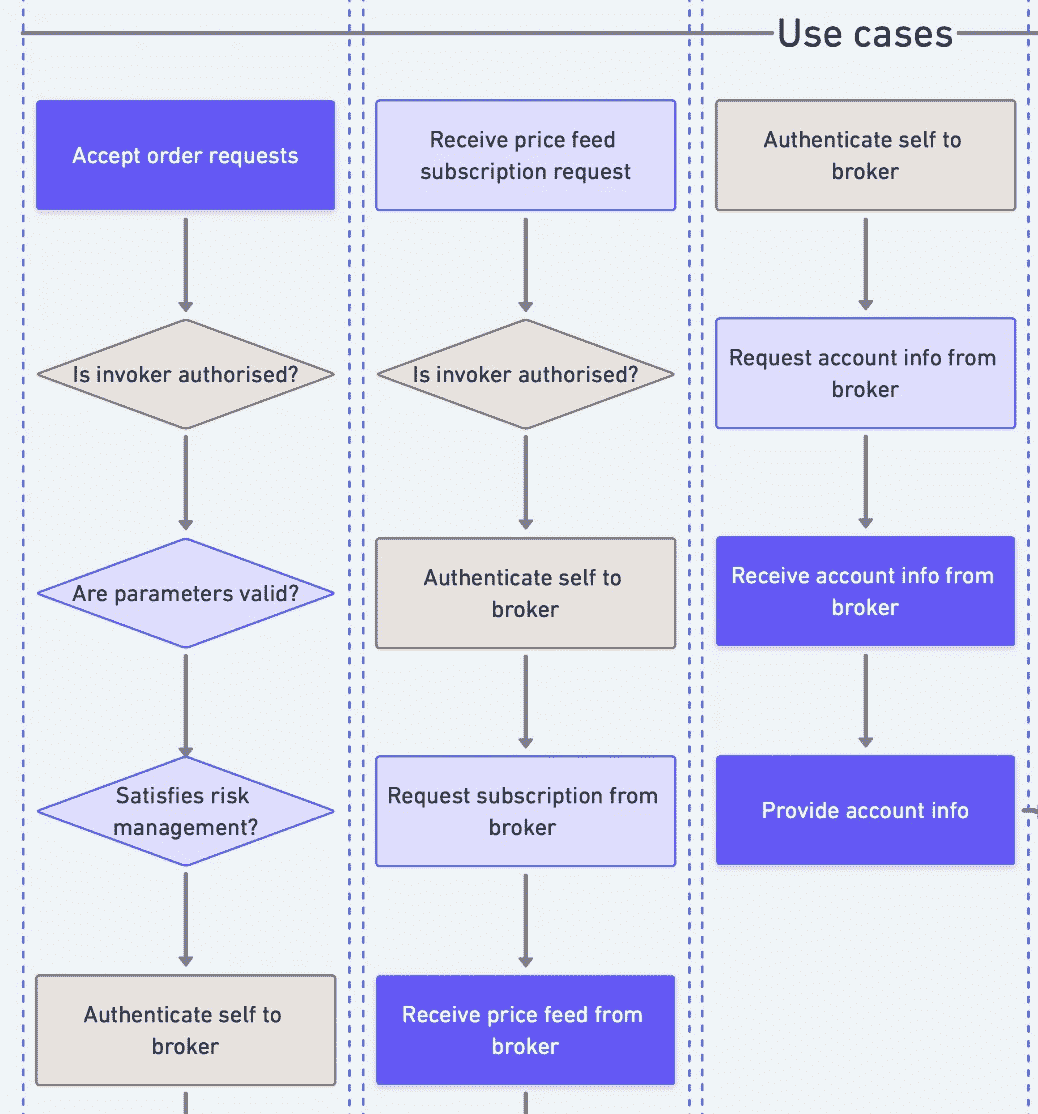 Use cases
Accept order requests
Is invoker authorised?
Are parameters valid?
Satisfies risk
management?
Authenticate self to
broker
Receive price feed
subscription request
Is invoker authorised?
Authenticate self to
broker
Request subscription from
broker
Receive price feed from
broker
Authenticate self to
broker
Request account info from
broker
Receive account info from
broker
Provide account info